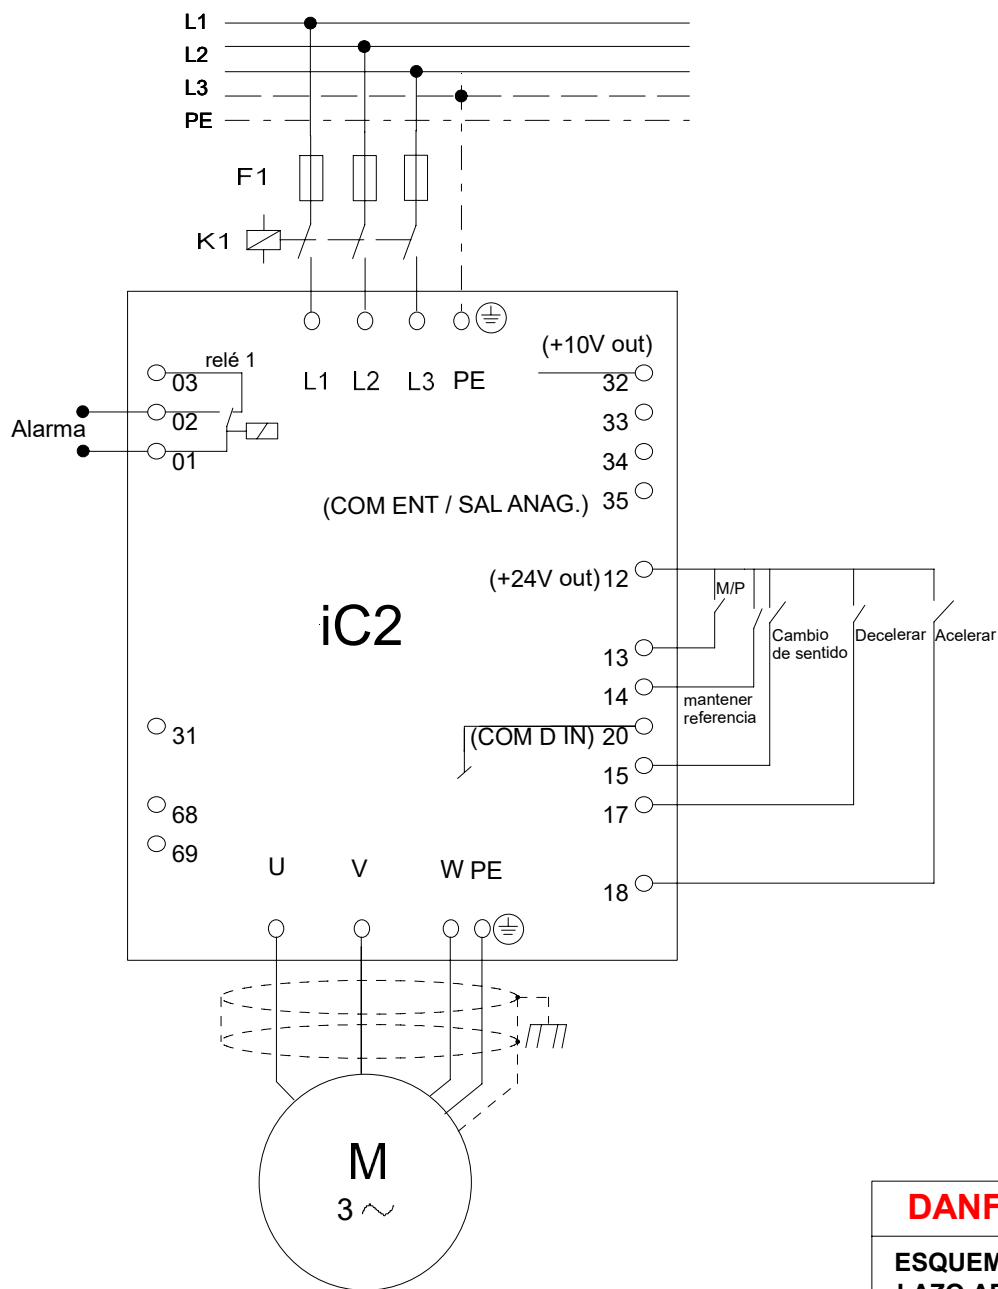 L1
L2
L3
PE
F1
K1
L1 L2 L3 PE
(+10V out)
relé 1
03
02
01
Alarma
32
33
34
(COM ENT / SAL ANAG.) 35
(+24V out) 12
M/P
iC2
Cambio
de sentido
Decelerar
Acelerar
13
14
mantener
referencia
(COM D IN) 20
15
17
18
31
68
69
U V W PE
M
3